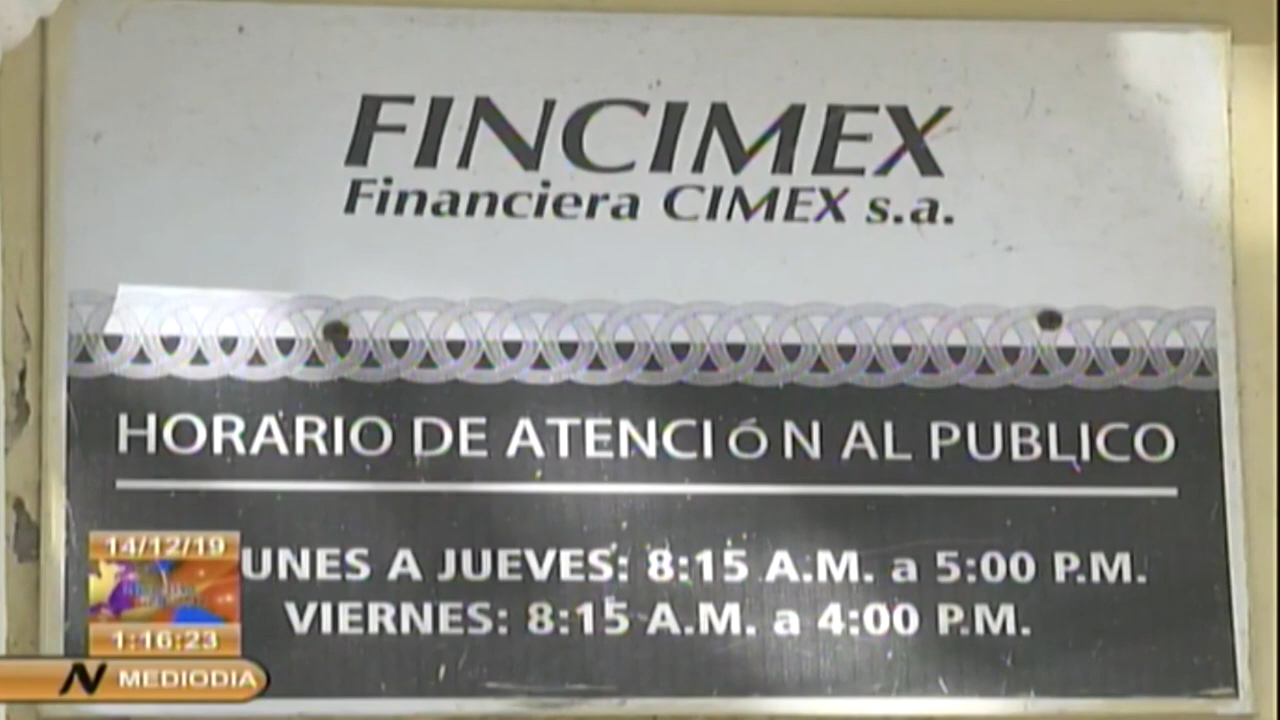 FINCIMEX
Financiera CIMEX s.a.
HORARIO DE ATENCIóN AL PUBLICO
UNES A JUEVES: 8:15 A.M. a 5:00 P.M.
VIERNES: 8:15 A.M. a 4:00 P.M.
14/12/19
1:16:23
N MEDIODIA